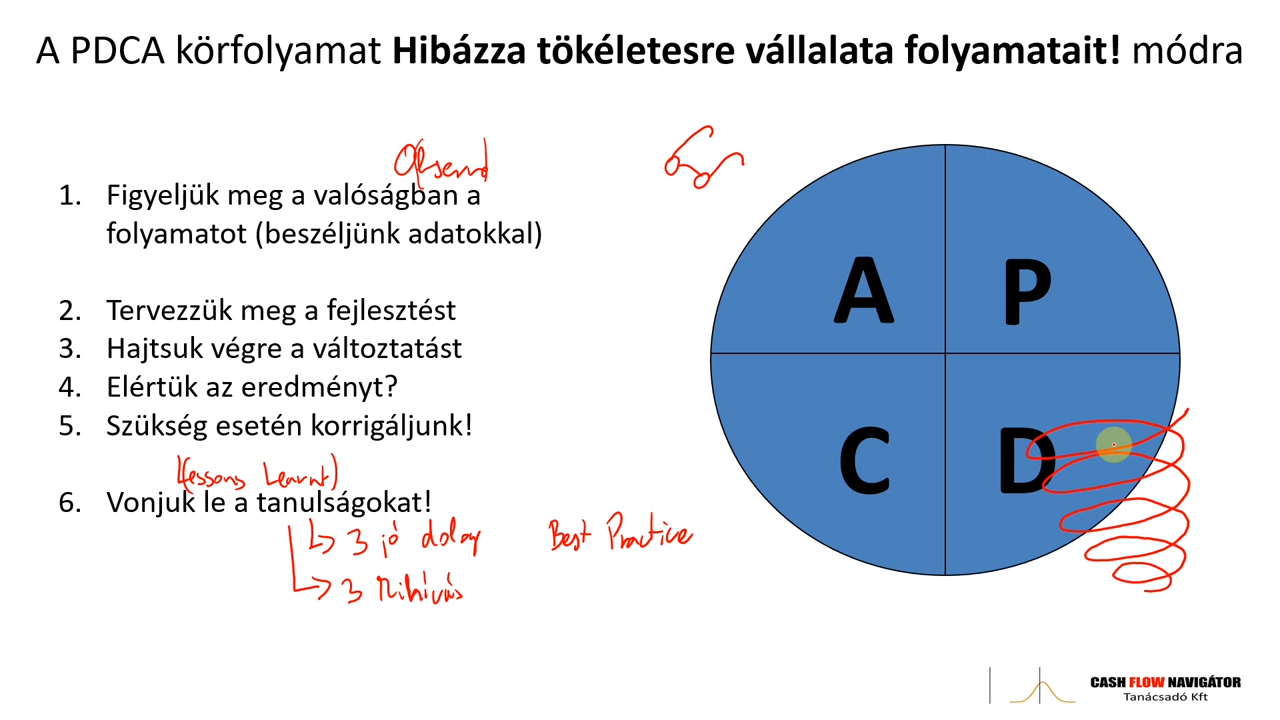 A PDCA körfolyamat Hibázza tökéletesre vállalata folyamatait! módra
1. Figyeljük meg a valóságban a
folyamatot (beszéljünk adatokkal)
2. Tervezzük meg a fejlesztést
3. Hajtsuk végre a változtatást
4. Elértük az eredményt?
5. Szükség esetén korrigáljunk!
(Lessons Learnt)
6. Vonjuk le a tanulságokat!
3 jó dolog
Best Practice
3 kihívás
A P
C D
CASH FLOW NAVIGÁTOR
Tanácsadó Kft